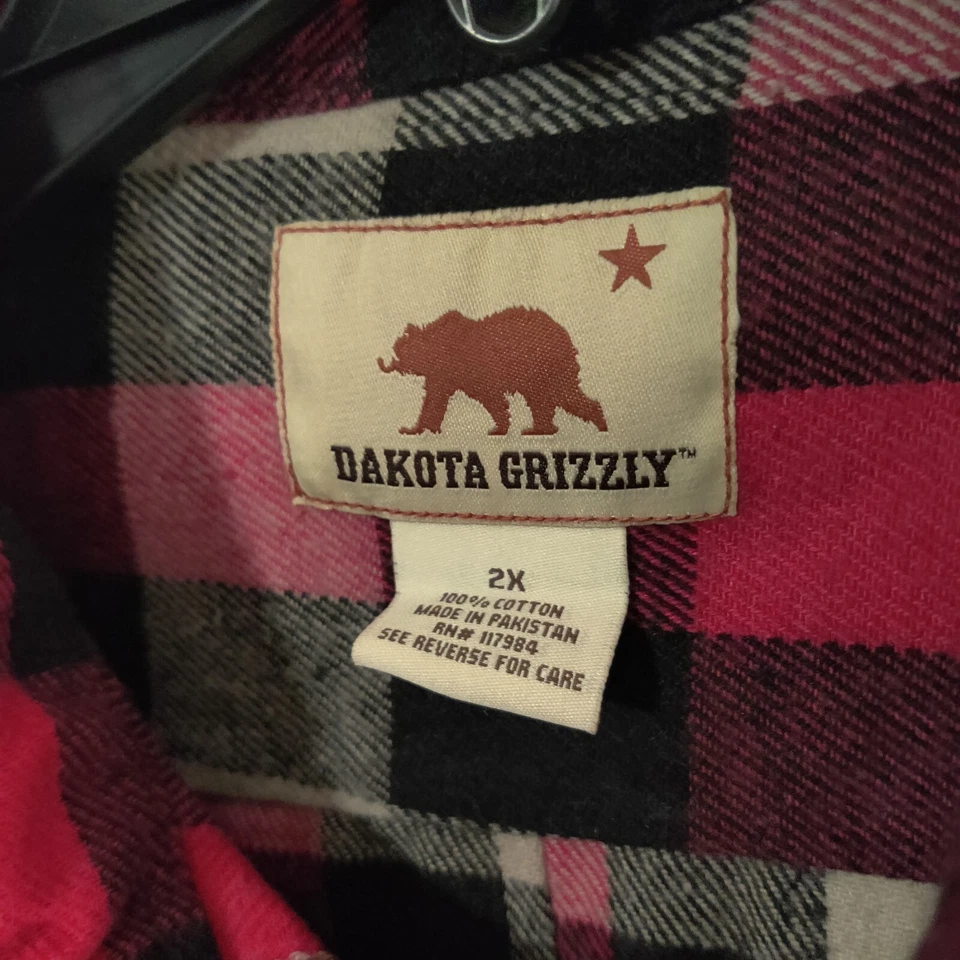 DAKOTA GRIZZLY™
2X
100% COTTON
MADE IN PAKISTAN
RN# 117984
SEE REVERSE FOR CARE